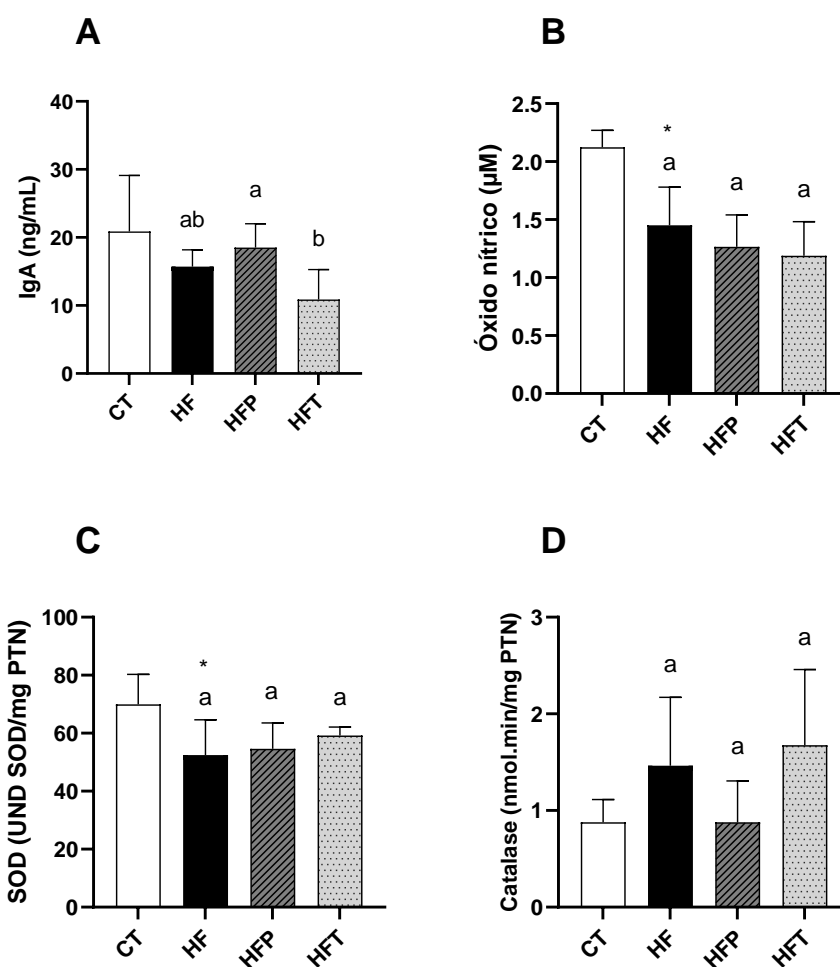 A
IgA (ng/mL)
40
30
20
10
0
ab
a
b
CT
HF
HFP
HFT
B
Óxido nítrico (µM)
2.5
2.0
1.5
1.0
0.5
0.0
*
a
a
a
CT
HF
HFP
HFT
C
SOD (UND SOD/mg PTN)
100
80
60
40
20
0
*
a
a
a
CT
HF
HFP
HFT
D
Catalase (nmol.min/mg PTN)
3
2
1
0
a
a
a
CT
HF
HFP
HFT